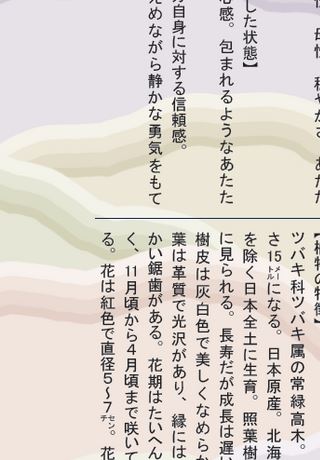 性、母性、穏やかさ、あたた
した状態】
心感。包まれるようなあたた
分自身に対する信頼感。
えめながら静かな勇気をもて
【植物の特徴】
ツバキ科ツバキ属の常緑高木。
さ15メートルになる。日本原産。北海
を除く日本全土に生育。照葉樹
に見られる。長寿だが成長は遅い
樹皮は灰白色で美しくなめらか
葉は革質で光沢があり、縁には
かい鋸歯がある。花期はたいへん
く、11月頃から4月頃まで咲いて
る。花は紅色で直径5〜7センチ。花